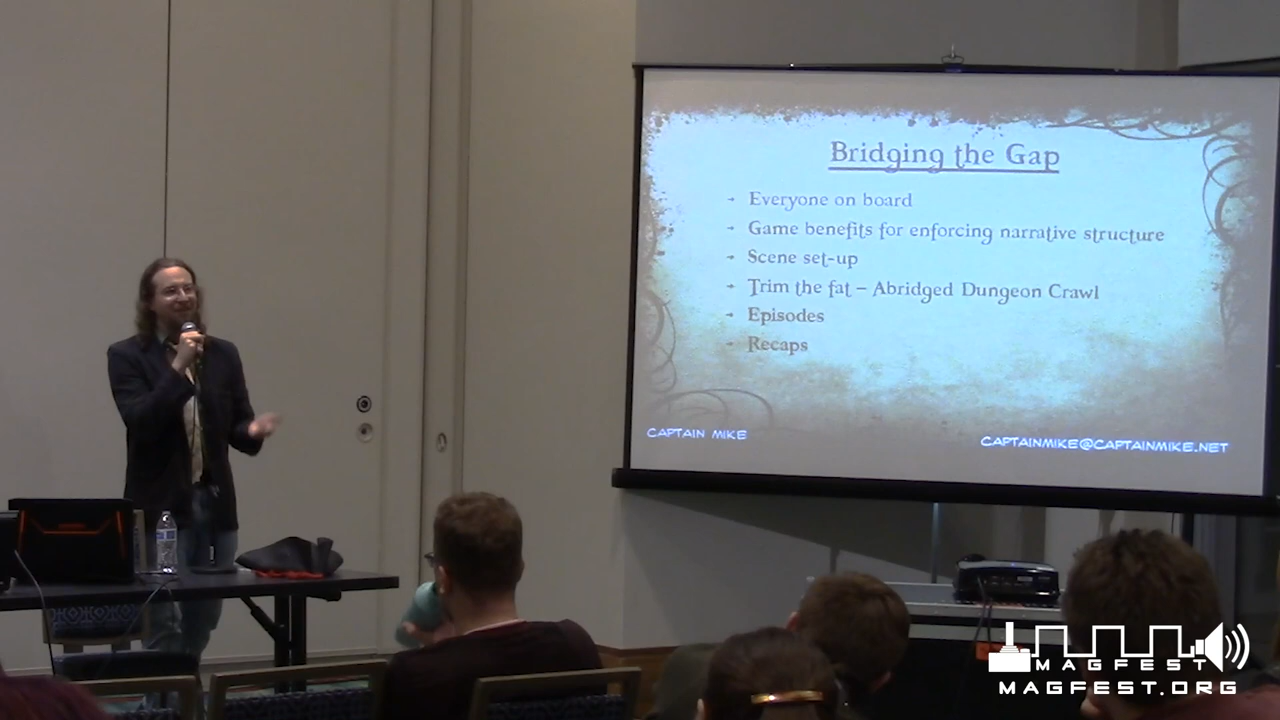 Bridging the Gap
Everyone on board
Game benefits for enforcing narrative structure
Scene set-up
Trim the fat – Abridged Dungeon Crawl
Episodes
Recaps
CAPTAIN MIKE
CAPTAINMIKE@CAPTAINMIKE.NET
MAGFEST
MAGFEST.ORG